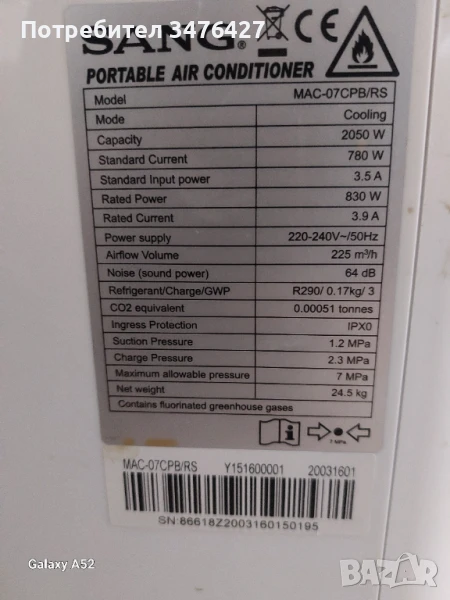 Потребител 3476427
SANG®
PORTABLE AIR CONDITIONER
Model MAC-07CPB/RS
Mode Cooling
Capacity 2050 W
Standard Current 780 W
Standard Input power 3.5 A
Rated Power 830 W
Rated Current 3.9 A
Power supply 220-240V~/50Hz
Airflow Volume 225 m³/h
Noise (sound power) 64 dB
Refrigerant/Charge/GWP R290/ 0.17kg/ 3
CO2 equivalent 0.00051 tonnes
Ingress Protection IPX0
Suction Pressure 1.2 MPa
Charge Pressure 2.3 MPa
Maximum allowable pressure 7 MPa
Net weight 24.5 kg
Contains fluorinated greenhouse gases
7 MPa
MAC-07CPB/RS Y151600001 20031601
SN:86618Z2003160150195
Galaxy A52
BAZAR